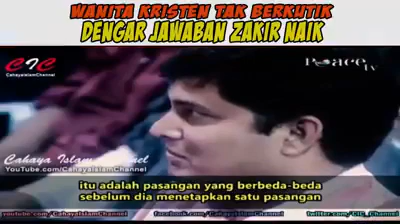 WANITA KRISTEN TAK BERKUTIK
DENGAR JAWABAN ZAKIR NAIK
CIC
CahayaIslamChannel
Peace
TV
Cahaya Islam Channel
YouTube.com/CahayaIslamChannel
itu adalah pasangan yang berbeda-beda
sebelum dia menetapkan satu pasangan
youtube.com/CahayaIslamChannel facebook.com/CahayaIslamChannel twitter.com/CIC_Channel